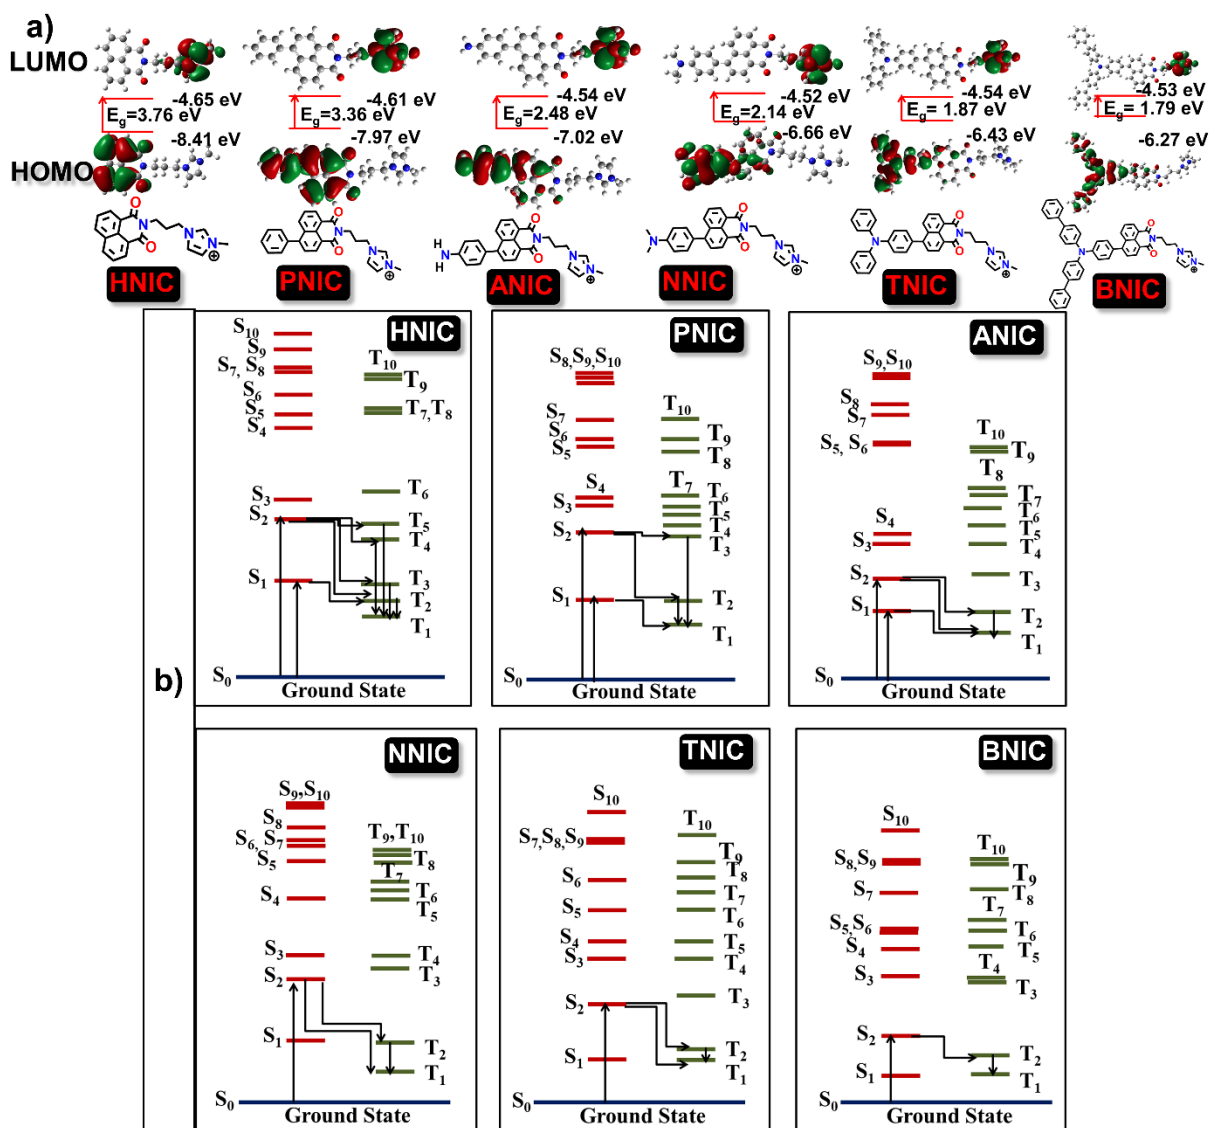 a)
LUMO
-4.65 eV
E_g=3.76 eV
-8.41 eV
-4.61 eV
E_g=3.36 eV
-7.97 eV
-4.54 eV
E_g=2.48 eV
-7.02 eV
-4.52 eV
E_g=2.14 eV
-6.66 eV
-4.54 eV
E_g= 1.87 eV
-6.43 eV
-4.53 eV
E_g= 1.79 eV
-6.27 eV
HOMO
O N O N N ⊕
O N O N N ⊕
H N H O N O N N ⊕
N O N O N N ⊕
N O N O N N ⊕
N O N O N N ⊕
HNIC
PNIC
ANIC
NNIC
TNIC
BNIC
b)
HNIC
S₁₀
S₉
S₇, S₈
S₆
S₅
S₄
S₃
S₂
S₁
S₀
T₁₀
T₉
T₇,T₈
T₆
T₅
T₄
T₃
T₂
T₁
Ground State
PNIC
S₈,S₉,S₁₀
S₇
S₆
S₅
S₄
S₃
S₂
S₁
S₀
T₁₀
T₉
T₈
T₇
T₆
T₅
T₄
T₃
T₂
T₁
Ground State
ANIC
S₉,S₁₀
S₈
S₇
S₅, S₆
S₄
S₃
S₂
S₁
S₀
T₁₀
T₉
T₈
T₇
T₆
T₅
T₄
T₃
T₂
T₁
Ground State
NNIC
S₉,S₁₀
S₈
S₆, S₇
S₅
S₄
S₃
S₂
S₁
S₀
T₉,T₁₀
T₈
T₇
T₆
T₅
T₄
T₃
T₂
T₁
Ground State
TNIC
S₁₀
S₇,S₈,S₉
S₆
S₅
S₄
S₃
S₂
S₁
S₀
T₁₀
T₉
T₈
T₇
T₆
T₅
T₄
T₃
T₂
T₁
Ground State
BNIC
S₁₀
S₈,S₉
S₇
S₅,S₆
S₄
S₃
S₂
S₁
S₀
T₁₀
T₉
T₈
T₇
T₆
T₅
T₄
T₃
T₂
T₁
Ground State